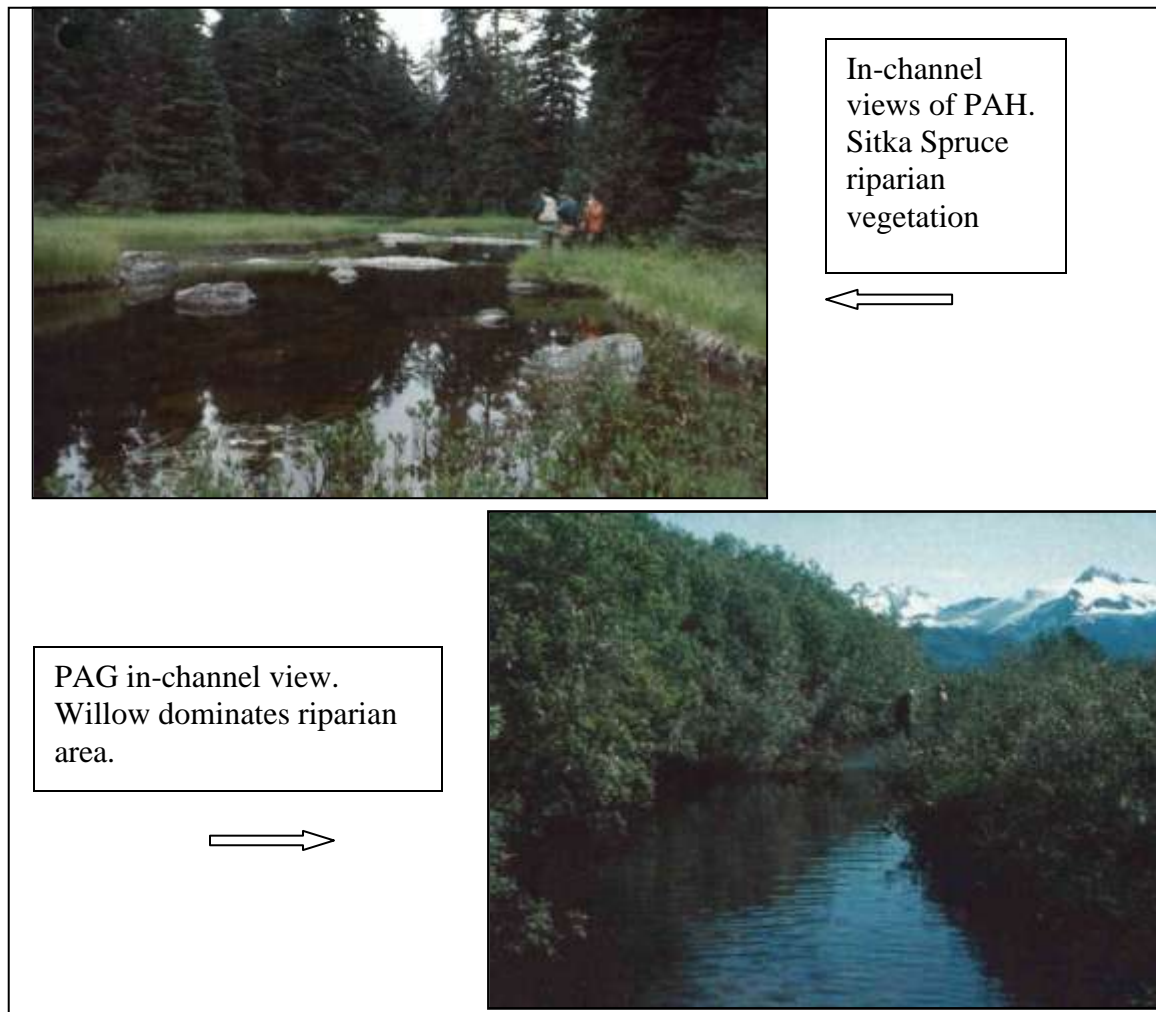 In-channel
views of PAH.
Sitka Spruce
riparian
vegetation
PAG in-channel view.
Willow dominates riparian
area.